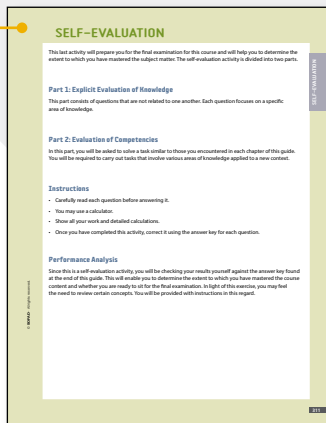 SELF-EVALUATION
This last activity will prepare you for the final examination for this course and will help you to determine the
extent to which you have mastered the subject matter. The self-evaluation activity is divided into two parts.
Part 1: Explicit Evaluation of Knowledge
This part consists of questions that are not related to one another. Each question focuses on a specific
area of knowledge.
Part 2: Evaluation of Competencies
In this part, you will be asked to solve a task similar to those you encountered in each chapter of this guide.
You will be required to carry out tasks that involve various areas of knowledge applied to a new context.
Instructions
• Carefully read each question before answering it.
• You may use a calculator.
• Show all your work and detailed calculations.
• Once you have completed this activity, correct it using the answer key for each question.
Performance Analysis
Since this is a self-evaluation activity, you will be checking your results yourself against the answer key found
at the end of this guide. This will enable you to determine the extent to which you have mastered the course
content and whether you are ready to sit for the final examination. In light of this exercise, you may feel
the need to review certain concepts. You will be provided with instructions in this regard.
SELF-EVALUATION
© SOFAD - All rights reserved.
311